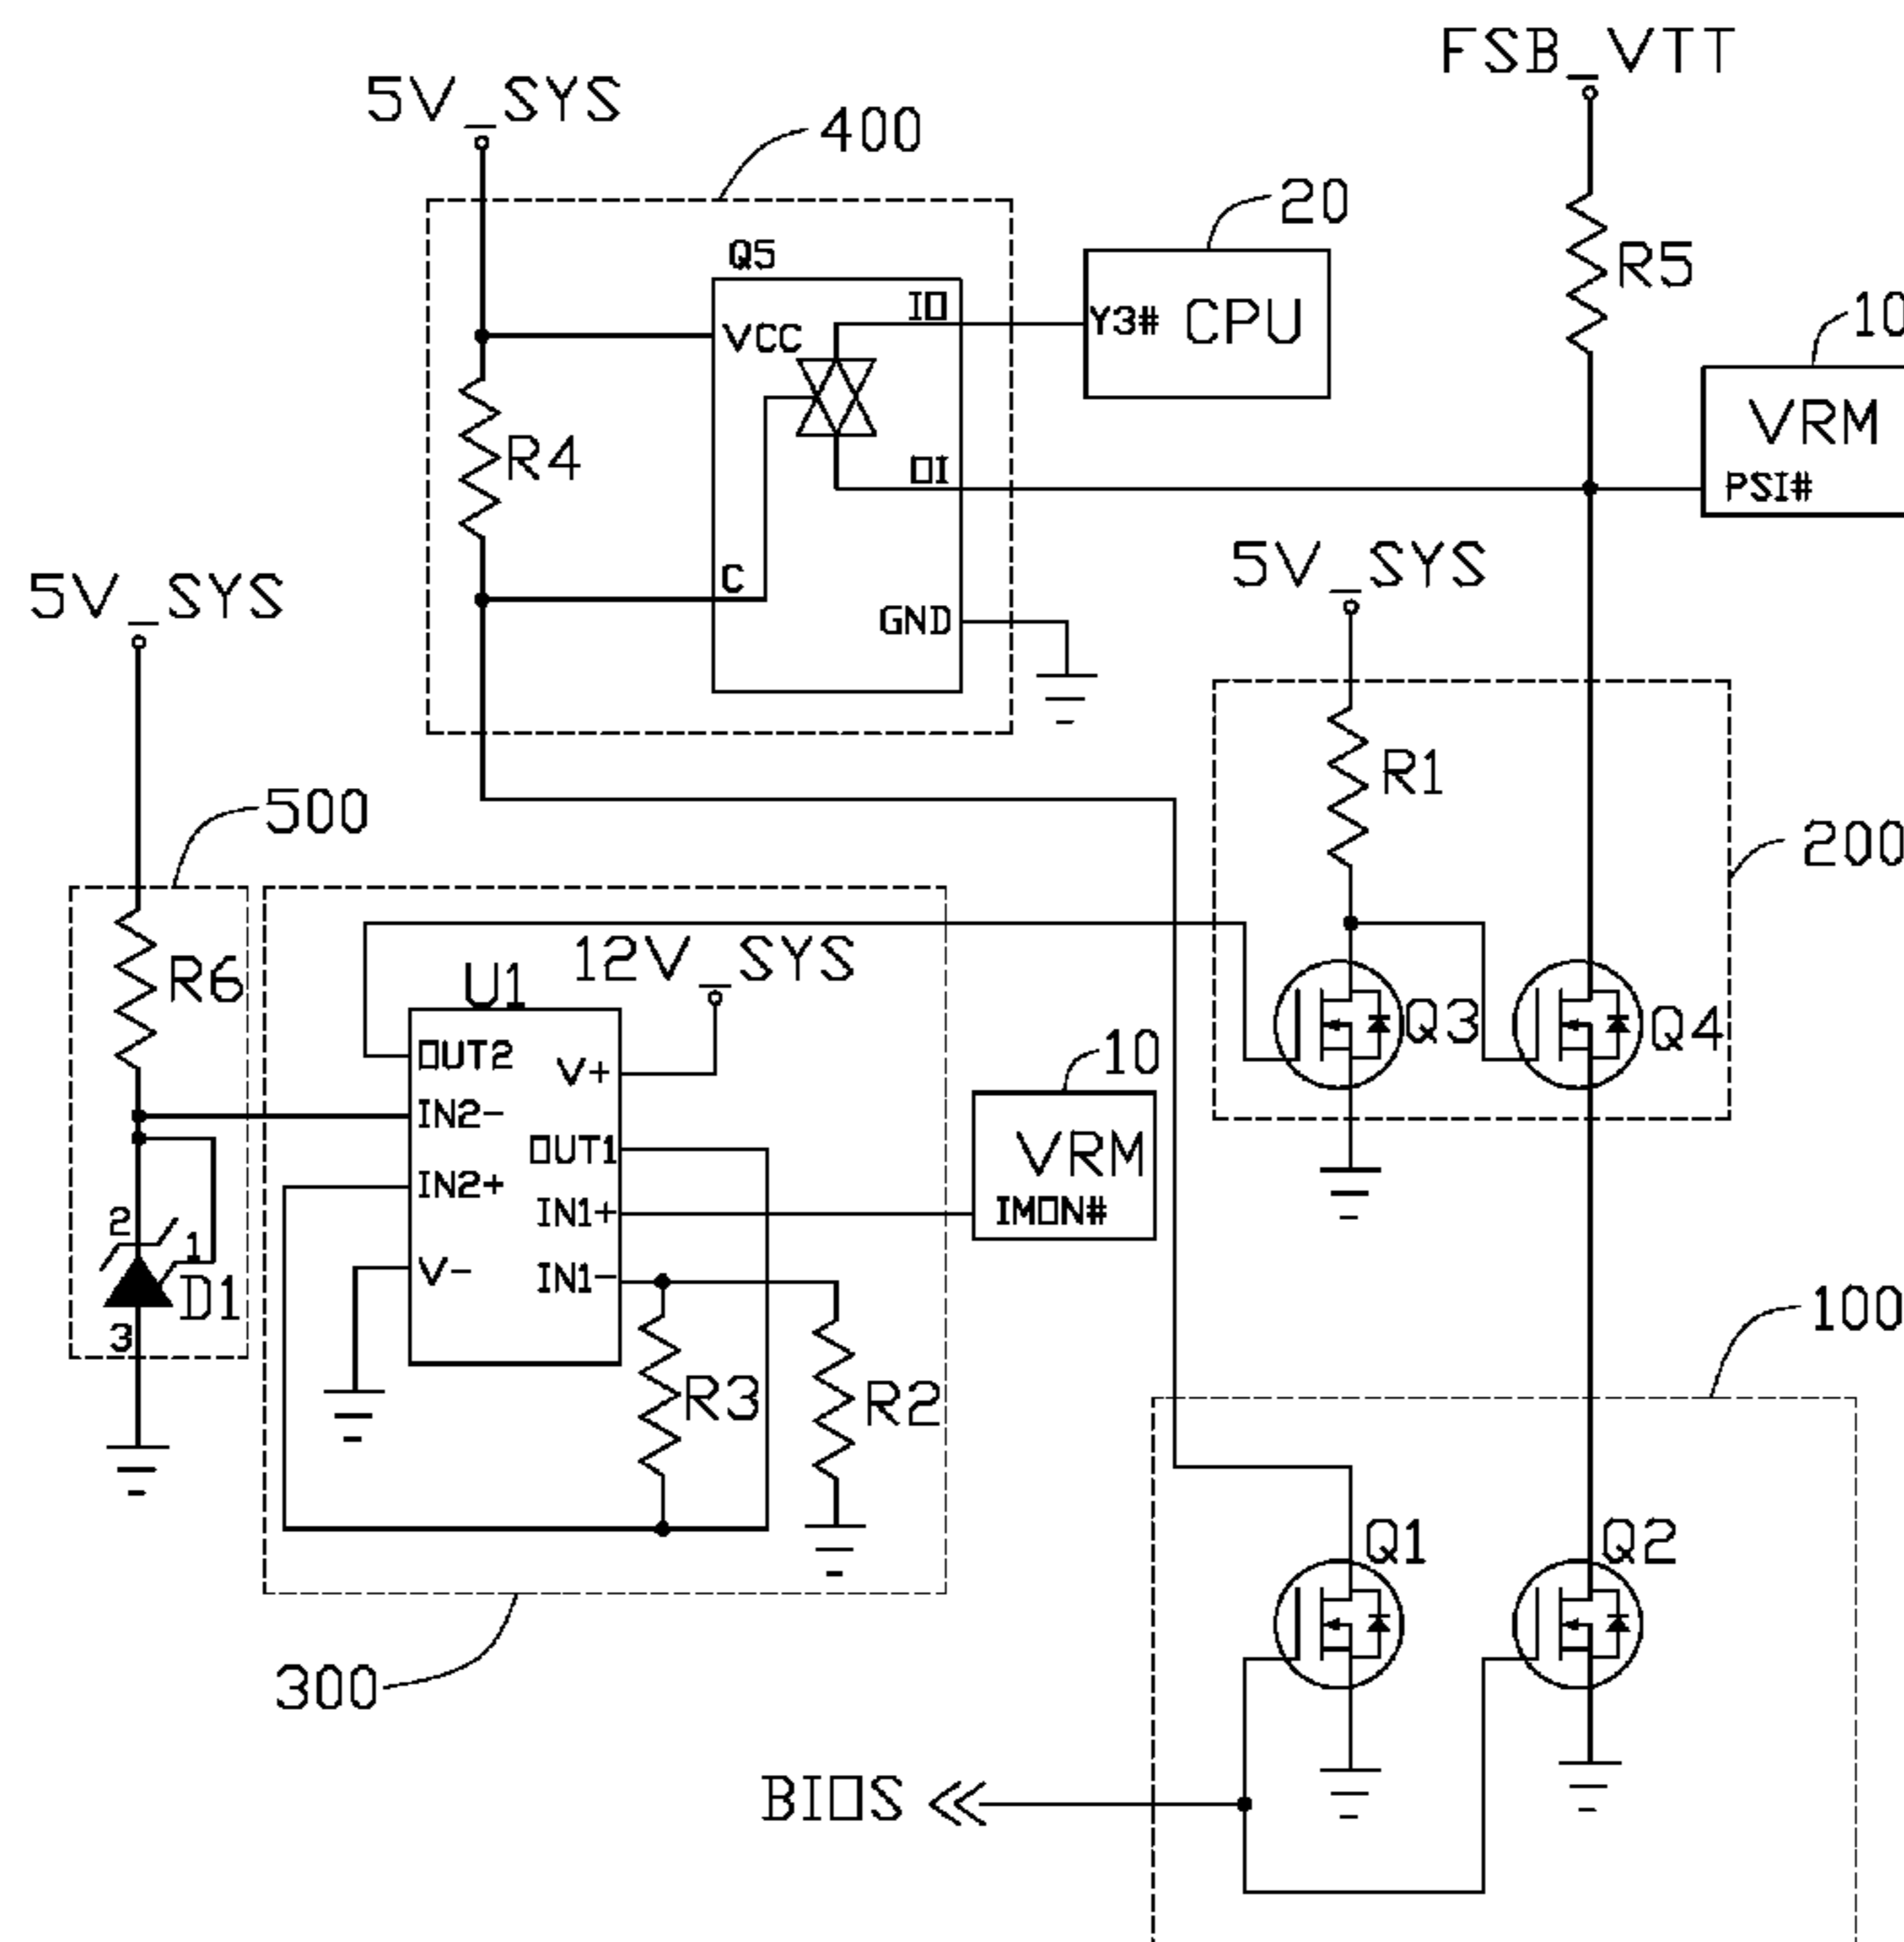 FSB_VTT
5V_SYS
400
20
Q5
IO
VCC
Y3# CPU
R5
10
VRM
PSI#
R4
OI
5V_SYS
C
GND
5V_SYS
R1
500
200
12V_SYS
R6
U1
OUT2
V+
Q3
Q4
10
IN2-
OUT1
VRM
IN2+
IN1+
IMON#
2
1
V-
IN1-
D1
3
100
R3
R2
Q1
Q2
300
BIOS